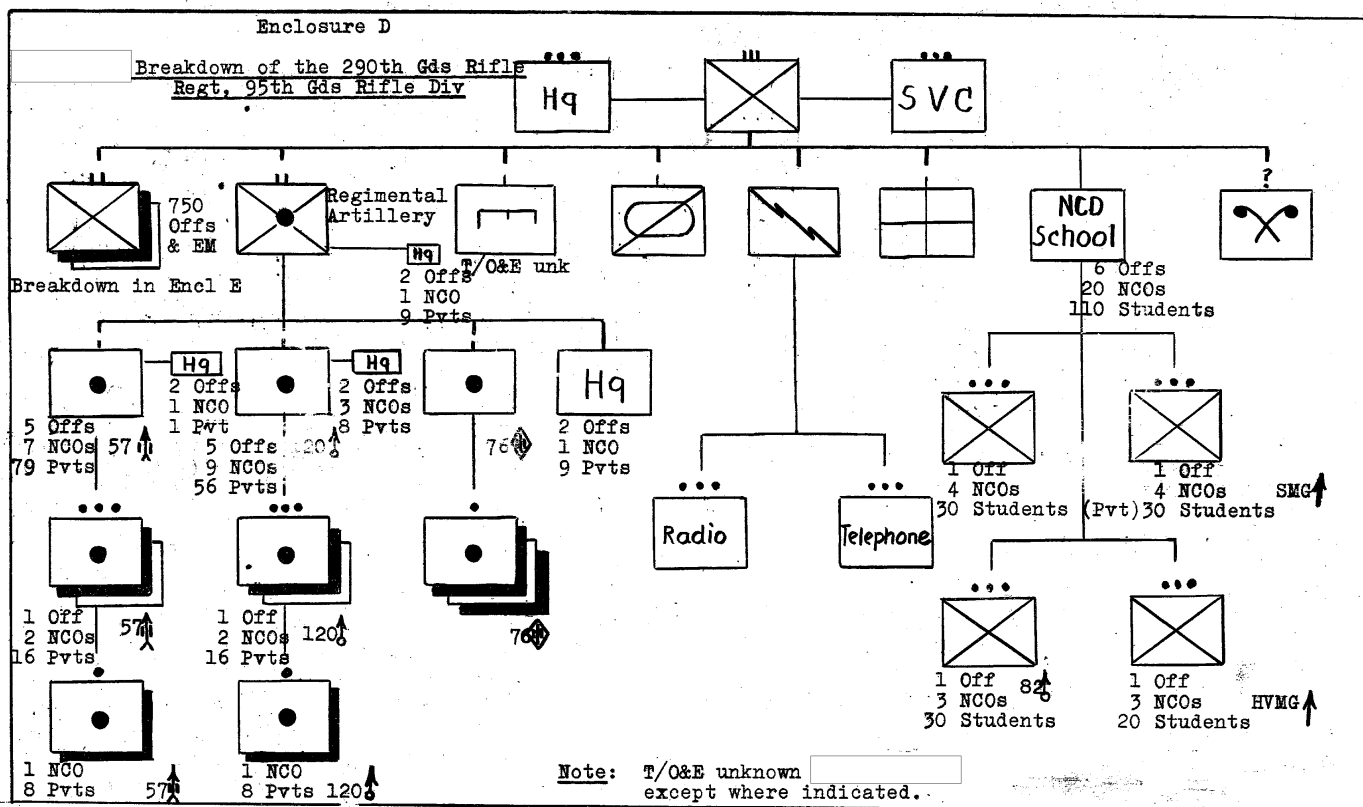 Enclosure D
Breakdown of the 290th Gds Rifle
Regt, 95th Gds Rifle Div
Hq
SVC
750
Offs
& EM
Breakdown in Encl E
Regimental
Artillery
Hq
2 Offs
1 NCO
9 Pvts
T/O&E unk
NCO
School
6 Offs
20 NCOs
110 Students
?
Hq
2 Offs
1 NCO
1 Pvt
5 Offs
7 NCOs
79 Pvts
57
Hq
2 Offs
3 NCOs
8 Pvts
5 Offs
9 NCOs
56 Pvts
120
76
Hq
2 Offs
1 NCO
9 Pvts
1 Off
2 NCOs
16 Pvts
57
1 Off
2 NCOs
16 Pvts
120
76
1 NCO
8 Pvts
57
1 NCO
8 Pvts
120
Radio
Telephone
1 Off
4 NCOs
30 Students
(Pvt)
1 Off
4 NCOs
30 Students
SMG
1 Off
3 NCOs
30 Students
82
1 Off
3 NCOs
20 Students
HVMG
Note: T/O&E unknown
except where indicated.